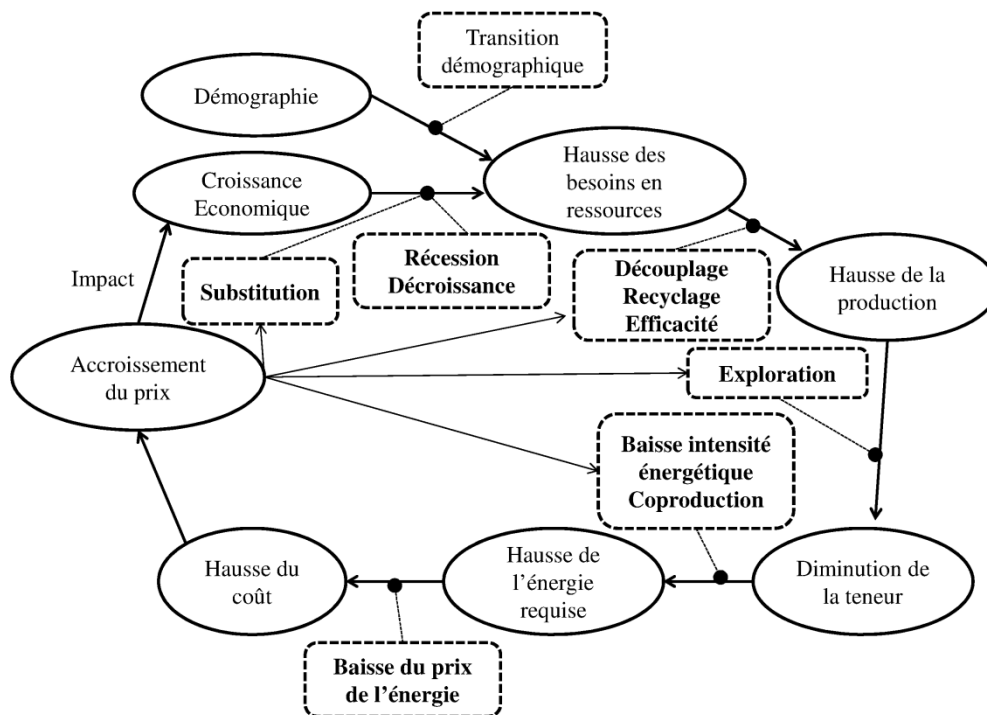 Transition
démographique
Démographie
Hausse des
besoins en
ressources
Croissance
Economique
Impact
Substitution
Récession
Décroissance
Découplage
Recyclage
Efficacité
Hausse de la
production
Accroissement
du prix
Exploration
Baisse intensité
énergétique
Coproduction
Hausse du
coût
Hausse de
l’énergie
requise
Diminution de
la teneur
Baisse du prix
de l’énergie